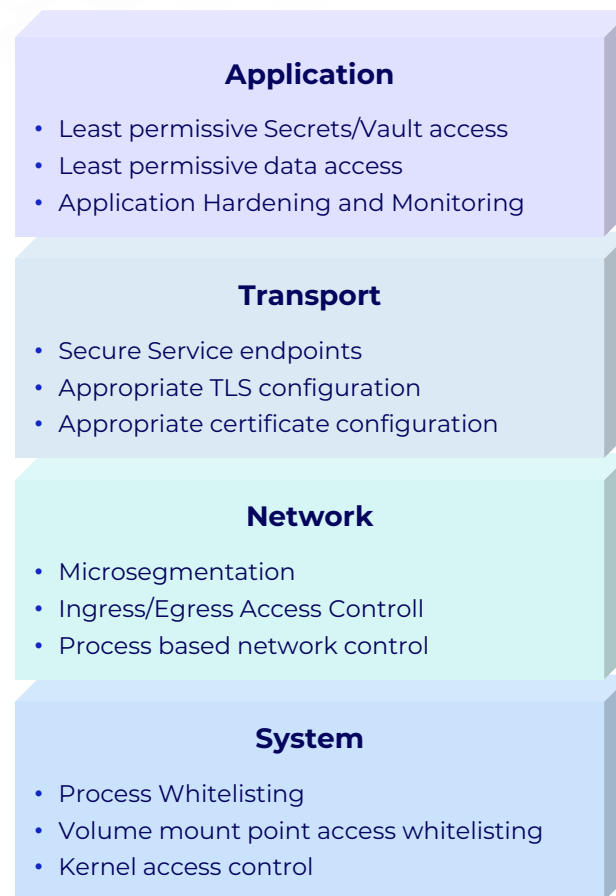 Application
• Least permissive Secrets/Vault access
• Least permissive data access
• Application Hardening and Monitoring
Transport
• Secure Service endpoints
• Appropriate TLS configuration
• Appropriate certificate configuration
Network
• Microsegmentation
• Ingress/Egress Access Controll
• Process based network control
System
• Process Whitelisting
• Volume mount point access whitelisting
• Kernel access control